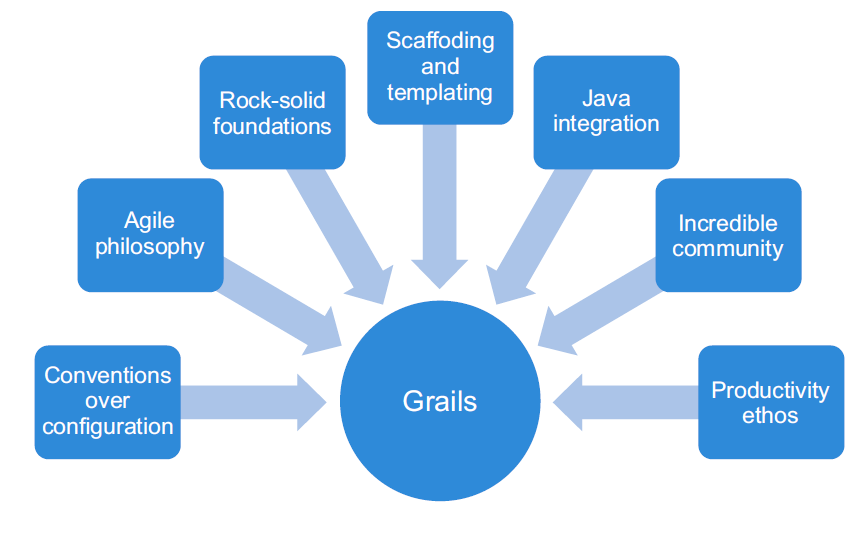 Scaffoding
and
templating
Rock-solid
foundations
Java
integration
Agile
philosophy
Incredible
community
Conventions
over
configuration
Grails
Productivity
ethos